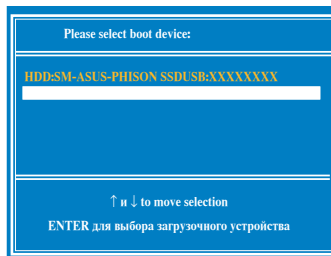 Please select boot device:
HDD:SM-ASUS-PHISON SSDUSB:XXXXXXXX
↑ и ↓ to move selection
ENTER для выбора загрузочного устройства